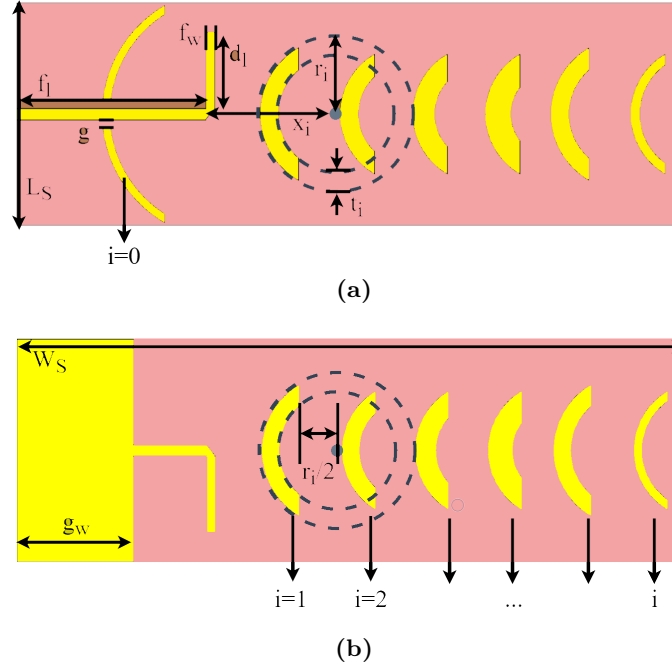 f_w
d_l
f_l
r_i
x_i
g
L_S
t_i
i=0
(a)
W_S
r_i/2
g_w
i=1
i=2
...
i
(b)